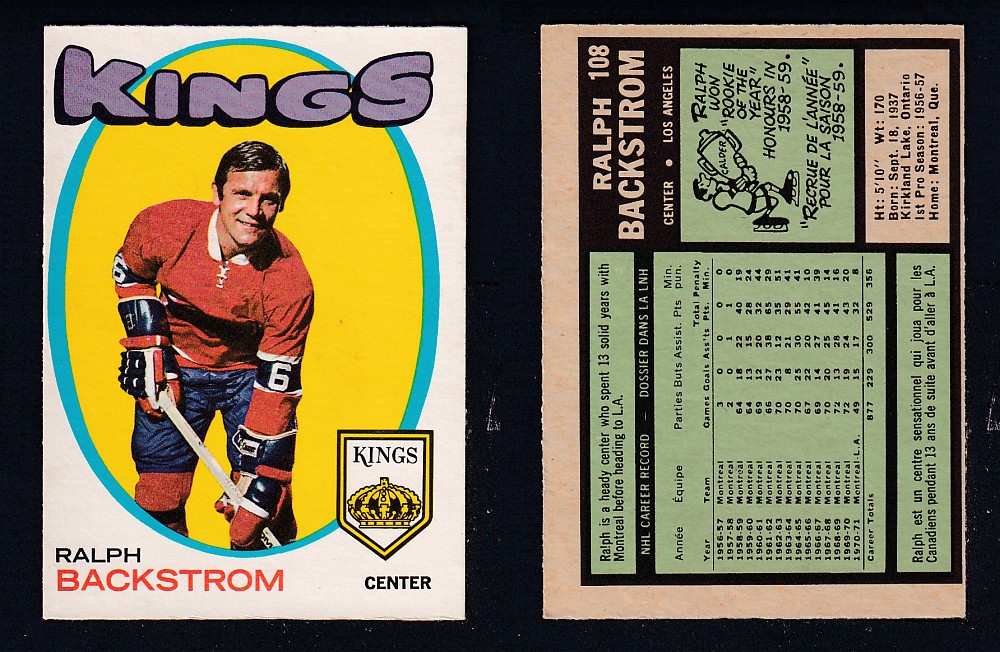 KINGS
6
6
KINGS
RALPH
BACKSTROM
CENTER
RALPH 108
BACKSTROM
CENTER • LOS ANGELES
RALPH
WON
"ROOKIE
OF THE
YEAR"
HONOURS IN
1958-59.
CALDER
"RECRUE DE L'ANNÉE"
POUR LA SAISON
1958-59.
Ht: 5'10" Wt: 170
Born: Sept. 18, 1937
Kirkland Lake, Ontario
1st Pro Season: 1956-57
Home: Montreal, Que.
Ralph is a heady center who spent 13 solid years with
Montreal before heading to L.A.
NHL CAREER RECORD — DOSSIER DANS LA LNH
Année Équipe Parties Buts Assist. Pts Min. pun.
Year Team Games Goals Ass'ts Total Pts. Penalty Min.
1956-57 Montreal 3 0 0 0 0
1957-58 Montreal 2 0 1 1 0
1958-59 Montreal 64 18 22 40 19
1959-60 Montreal 64 13 15 28 24
1960-61 Montreal 69 12 20 32 44
1961-62 Montreal 66 27 38 65 29
1962-63 Montreal 70 23 12 35 51
1963-64 Montreal 70 8 21 29 41
1964-65 Montreal 70 25 30 55 41
1965-66 Montreal 67 22 20 42 10
1966-67 Montreal 69 14 27 41 39
1967-68 Montreal 70 20 25 45 14
1968-69 Montreal 72 13 28 41 16
1969-70 Montreal 72 19 24 43 20
1970-71 Montreal-L.A. 49 15 17 32 8
Career Totals 877 229 300 529 356
Ralph est un centre sensationnel qui joua pour les
Canadiens pendant 13 ans de suite avant d'aller à L.A.